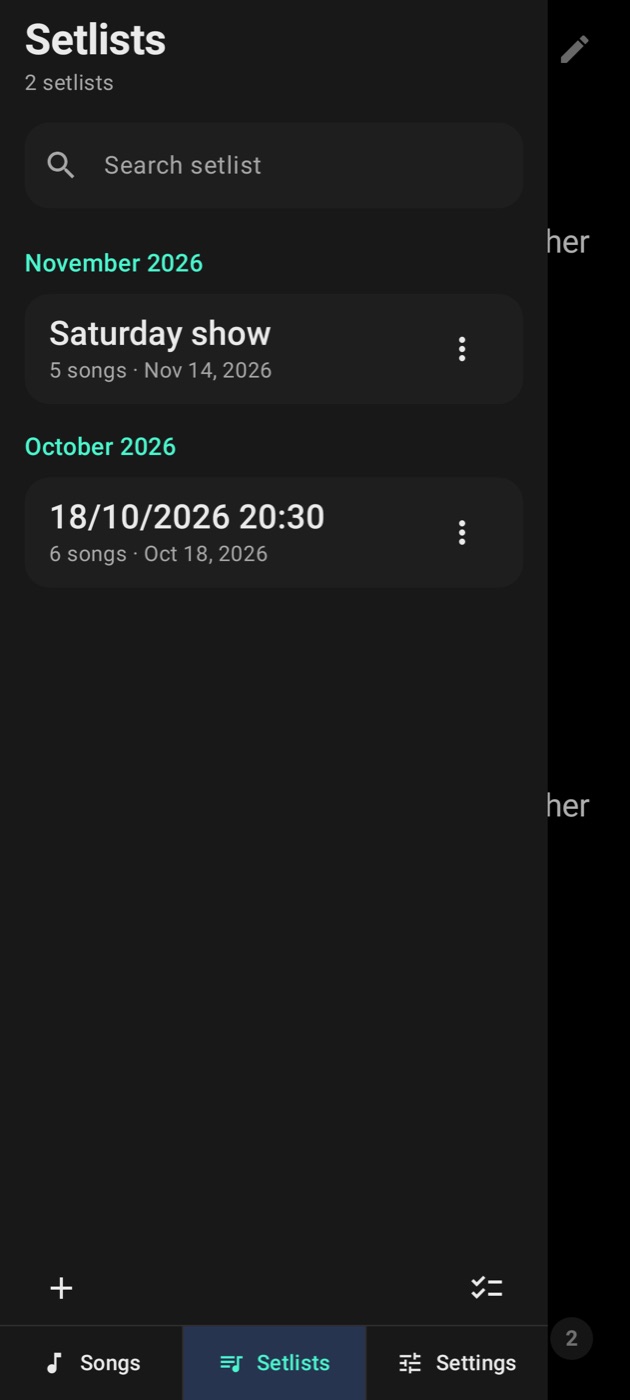 Setlists
2 setlists
Search setlist
her
November 2026
Saturday show
5 songs · Nov 14, 2026
October 2026
18/10/2026 20:30
6 songs · Oct 18, 2026
her
2
Songs
Setlists
Settings